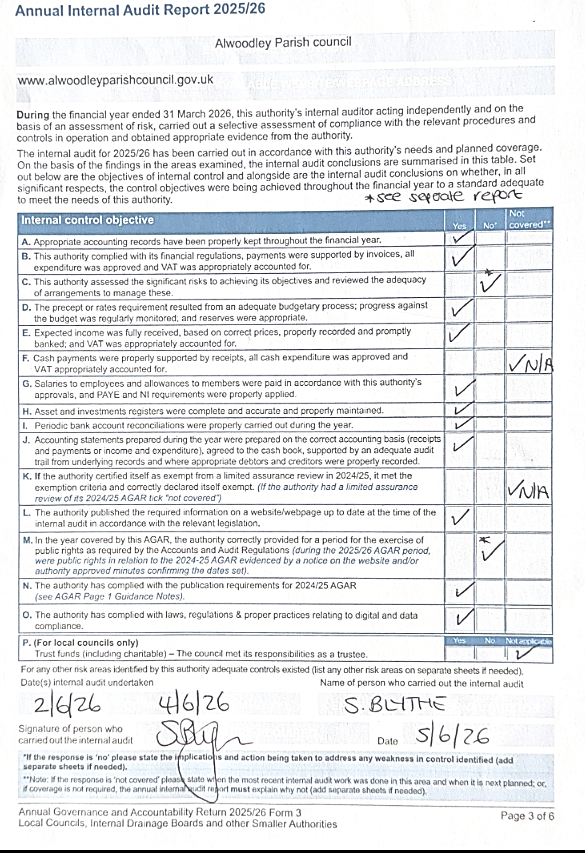 Annual Internal Audit Report 2025/26
Alwoodley Parish council
www.alwoodleyparishcouncil.gov.uk
During the financial year ended 31 March 2026, this authority's internal auditor acting independently and on the
basis of an assessment of risk, carried out a selective assessment of compliance with the relevant procedures and
controls in operation and obtained appropriate evidence from the authority.
The internal audit for 2025/26 has been carried out in accordance with this authority's needs and planned coverage.
On the basis of the findings in the areas examined, the internal audit conclusions are summarised in this table. Set
out below are the objectives of internal control and alongside are the internal audit conclusions on whether, in all
significant respects, the control objectives were being achieved throughout the financial year to a standard adequate
to meet the needs of this authority.
*see seperate report
Internal control objective Yes No* Not covered**
A. Appropriate accounting records have been properly kept throughout the financial year. ✓
B. This authority complied with its financial regulations, payments were supported by invoices, all
expenditure was approved and VAT was appropriately accounted for. ✓
C. This authority assessed the significant risks to achieving its objectives and reviewed the adequacy
of arrangements to manage these. * ✓
D. The precept or rates requirement resulted from an adequate budgetary process; progress against
the budget was regularly monitored; and reserves were appropriate. ✓
E. Expected income was fully received, based on correct prices, properly recorded and promptly
banked; and VAT was appropriately accounted for. ✓
F. Cash payments were properly supported by receipts, all cash expenditure was approved and
VAT appropriately accounted for. ✓ N/A
G. Salaries to employees and allowances to members were paid in accordance with this authority's
approvals, and PAYE and NI requirements were properly applied. ✓
H. Asset and investments registers were complete and accurate and properly maintained. ✓
I. Periodic bank account reconciliations were properly carried out during the year. ✓
J. Accounting statements prepared during the year were prepared on the correct accounting basis (receipts
and payments or income and expenditure), agreed to the cash book, supported by an adequate audit
trail from underlying records and where appropriate debtors and creditors were properly recorded. ✓
K. If the authority certified itself as exempt from a limited assurance review in 2024/25, it met the
exemption criteria and correctly declared itself exempt. (If the authority had a limited assurance
review of its 2024/25 AGAR tick "not covered") ✓ N/A
L. The authority published the required information on a website/webpage up to date at the time of the
internal audit in accordance with the relevant legislation. ✓
M. In the year covered by this AGAR, the authority correctly provided for a period for the exercise of
public rights as required by the Accounts and Audit Regulations (during the 2025/26 AGAR period,
were public rights in relation to the 2024-25 AGAR evidenced by a notice on the website and/or
authority approved minutes confirming the dates set). * ✓
N. The authority has complied with the publication requirements for 2024/25 AGAR
(see AGAR Page 1 Guidance Notes). ✓
O. The authority has complied with laws, regulations & proper practices relating to digital and data
compliance. ✓
P. (For local councils only) Yes No Not applicable
Trust funds (including charitable) – The council met its responsibilities as a trustee. ✓
For any other risk areas identified by this authority adequate controls existed (list any other risk areas on separate sheets if needed).
Date(s) internal audit undertaken Name of person who carried out the internal audit
2/6/26 4/6/26 S. BLYTHE
Signature of person who
carried out the internal audit Date 5/6/26
*If the response is 'no' please state the implications and action being taken to address any weakness in control identified (add
separate sheets if needed).
**Note: If the response is 'not covered' please state when the most recent internal audit work was done in this area and when it is next planned; or,
if coverage is not required, the annual internal audit report must explain why not (add separate sheets if needed).
Annual Governance and Accountability Return 2025/26 Form 3 Page 3 of 6
Local Councils, Internal Drainage Boards and other Smaller Authorities